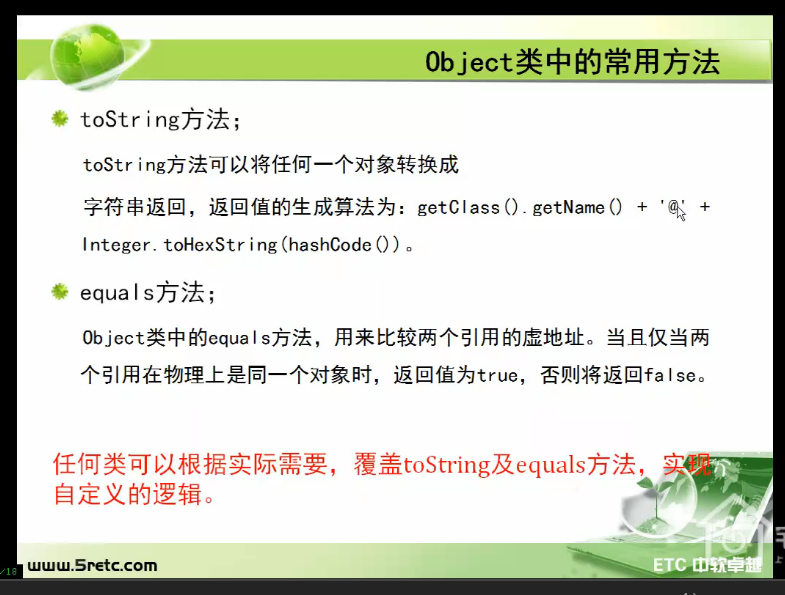 Object类中的常用方法
toString方法；
toString方法可以将任何一个对象转换成
字符串返回，返回值的生成算法为：getClass().getName() + '@' +
Integer.toHexString(hashCode())。
equals方法；
Object类中的equals方法，用来比较两个引用的虚地址。当且仅当两
个引用在物理上是同一个对象时，返回值为true，否则将返回false。
任何类可以根据实际需要，覆盖toString及equals方法，实现
自定义的逻辑。
/18
www.5retc.com
ETC 中软卓越